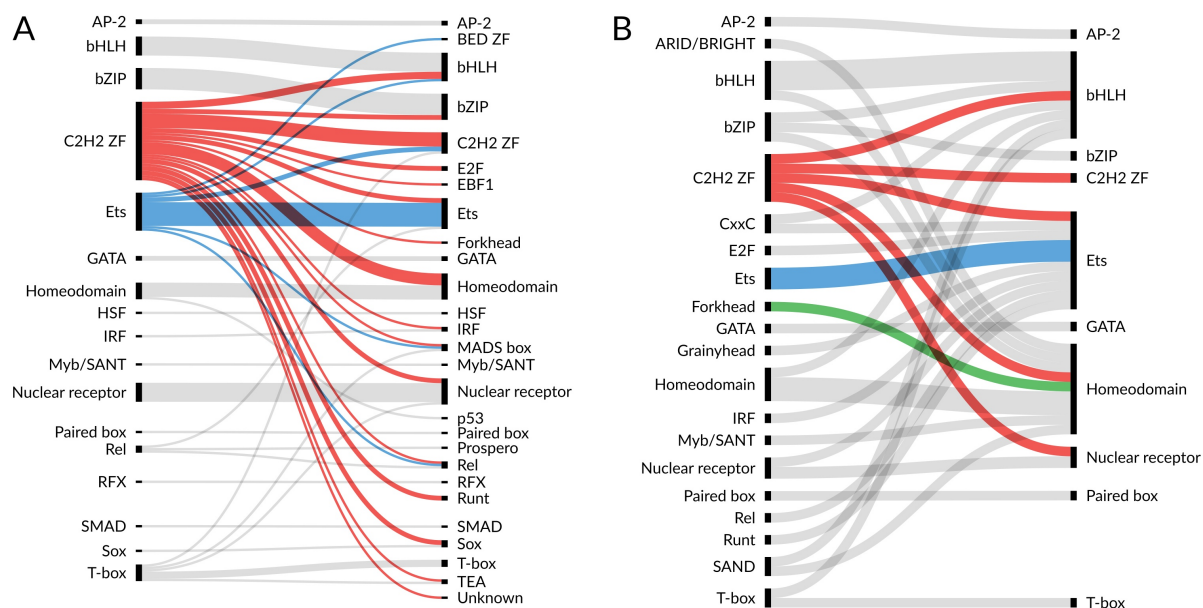 A
AP-2
bHLH
bZIP
C2H2 ZF
Ets
GATA
Homeodomain
HSF
IRF
Myb/SANT
Nuclear receptor
Paired box
Rel
RFX
SMAD
Sox
T-box
AP-2
BED ZF
bHLH
bZIP
C2H2 ZF
E2F
EBF1
Ets
Forkhead
GATA
Homeodomain
HSF
IRF
MADS box
Myb/SANT
Nuclear receptor
p53
Paired box
Prospero
Rel
RFX
Runt
SMAD
Sox
T-box
TEA
Unknown
B
AP-2
ARID/BRIGHT
bHLH
bZIP
C2H2 ZF
CxxC
E2F
Ets
Forkhead
GATA
Grainyhead
Homeodomain
IRF
Myb/SANT
Nuclear receptor
Paired box
Rel
Runt
SAND
T-box
AP-2
bHLH
bZIP
C2H2 ZF
Ets
GATA
Homeodomain
Nuclear receptor
Paired box
T-box